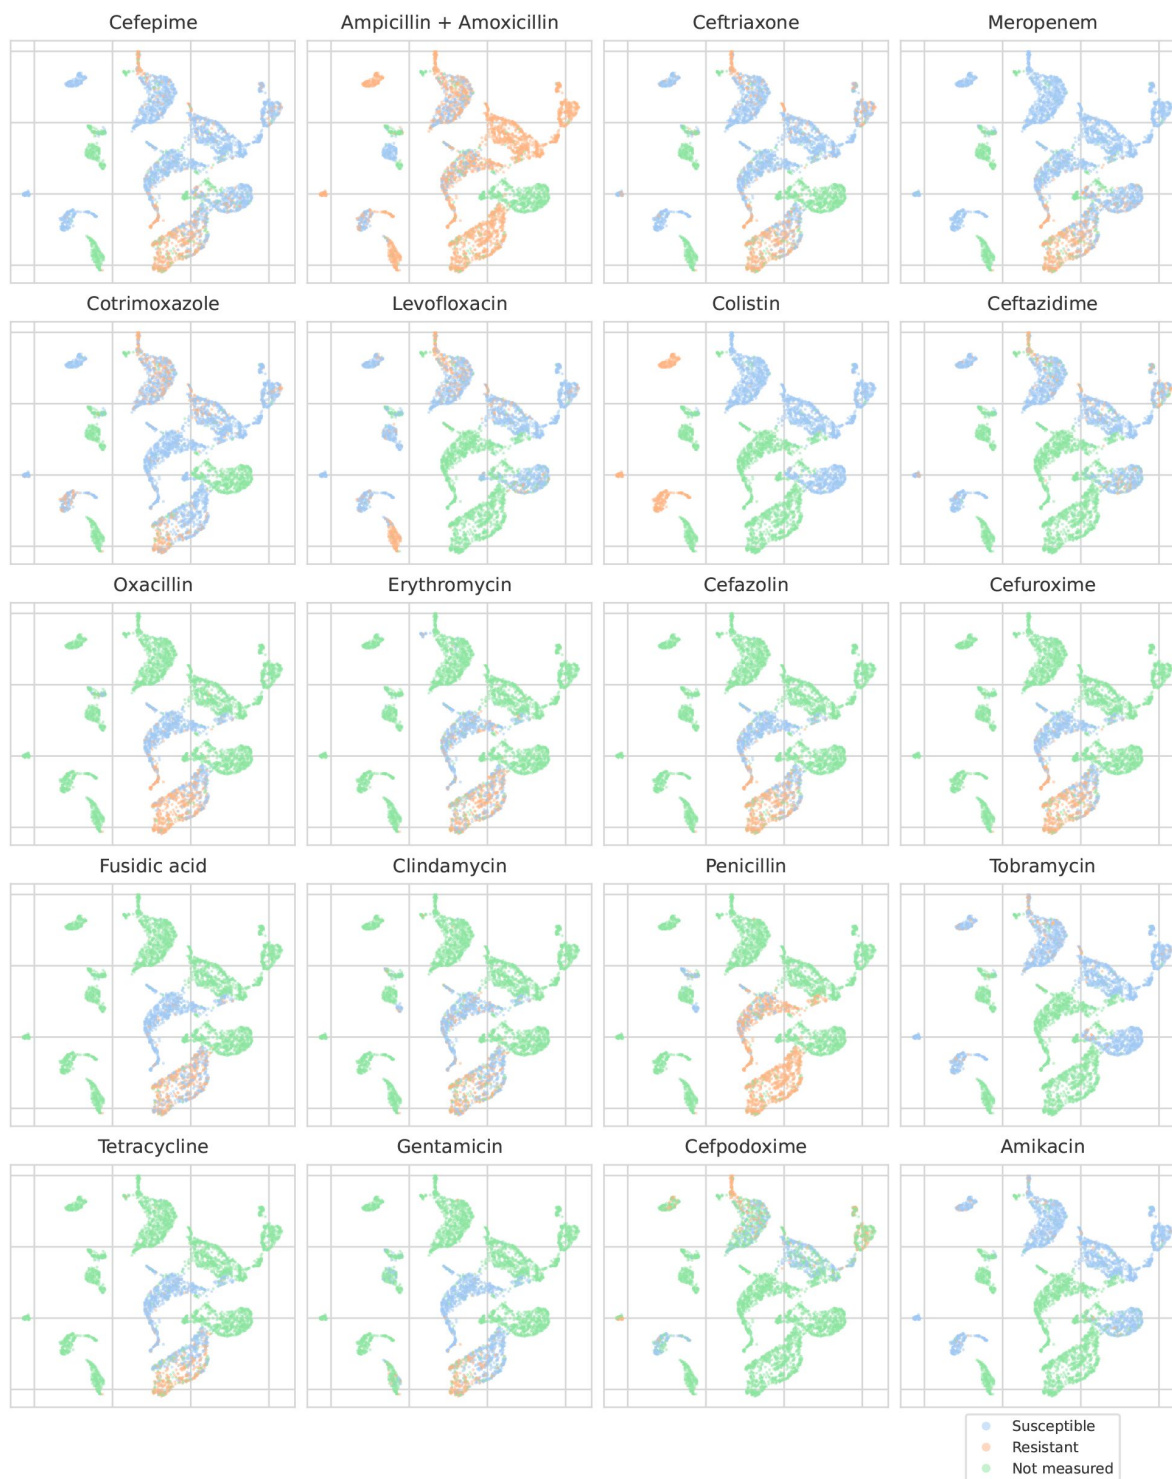 Cefepime
Ampicillin + Amoxicillin
Ceftriaxone
Meropenem
Cotrimoxazole
Levofloxacin
Colistin
Ceftazidime
Oxacillin
Erythromycin
Cefazolin
Cefuroxime
Fusidic acid
Clindamycin
Penicillin
Tobramycin
Tetracycline
Gentamicin
Cefpodoxime
Amikacin
Susceptible
Resistant
Not measured